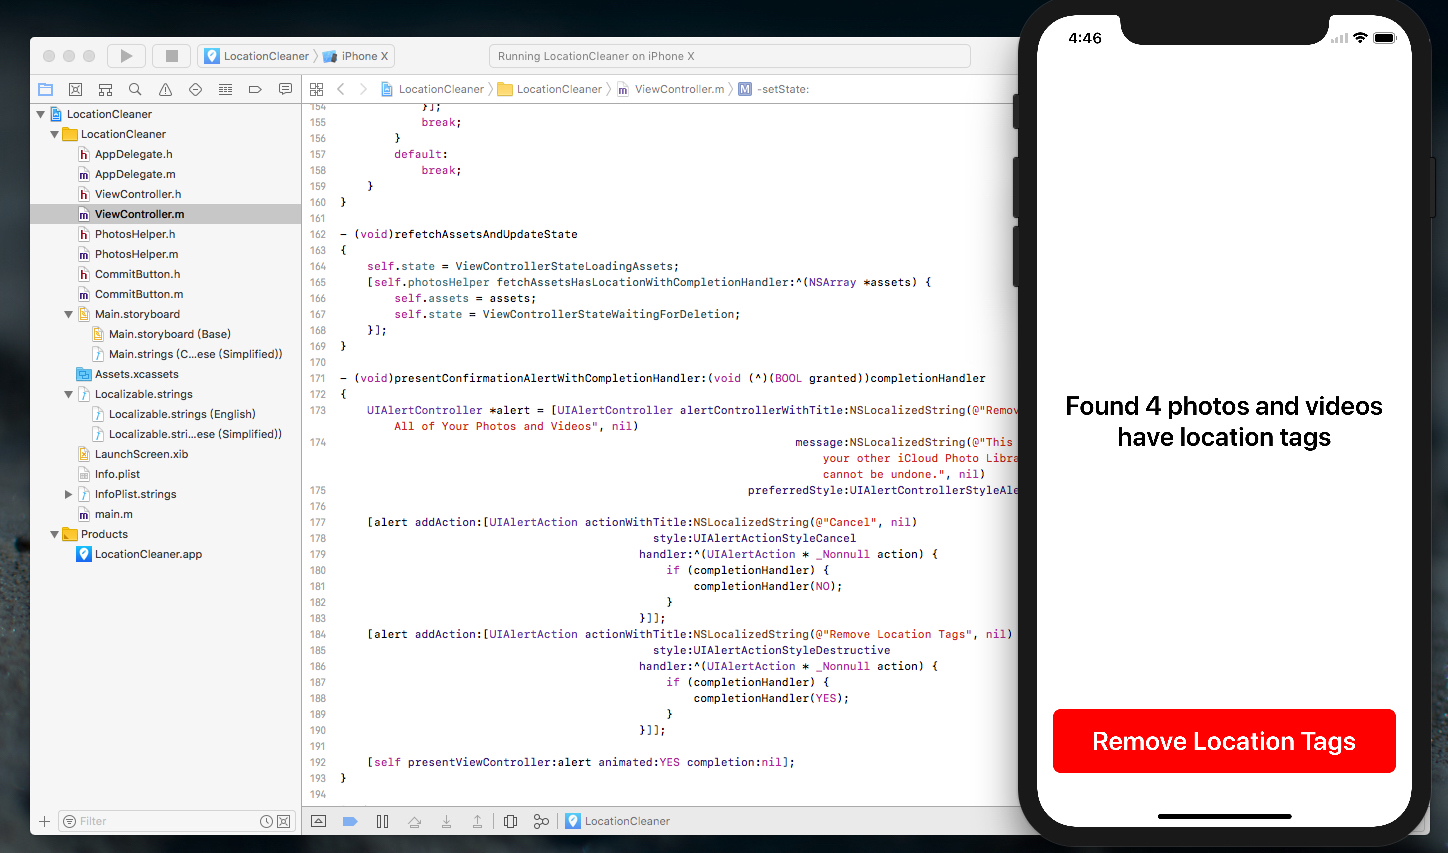 LocationCleaner
iPhone X
Running LocationCleaner on iPhone X
LocationCleaner
LocationCleaner
ViewController.m
M
-setState:
LocationCleaner
LocationCleaner
h AppDelegate.h
m AppDelegate.m
h ViewController.h
m ViewController.m
h PhotosHelper.h
m PhotosHelper.m
h CommitButton.h
m CommitButton.m
Main.storyboard
Main.storyboard (Base)
Main.strings (C...ese (Simplified))
Assets.xcassets
Localizable.strings
Localizable.strings (English)
Localizable.stri...ese (Simplified))
LaunchScreen.xib
Info.plist
InfoPlist.strings
m main.m
Products
LocationCleaner.app
Filter
154 }];
155 break;
156 }
157 default:
158 break;
159 }
160 }
161
162 - (void)refetchAssetsAndUpdateState
163 {
164 self.state = ViewControllerStateLoadingAssets;
165 [self.photosHelper fetchAssetsHasLocationWithCompletionHandler:^(NSArray *assets) {
166 self.assets = assets;
167 self.state = ViewControllerStateWaitingForDeletion;
168 }];
169 }
170
171 - (void)presentConfirmationAlertWithCompletionHandler:(void (^)(BOOL granted))completionHandler
172 {
173 UIAlertController *alert = [UIAlertController alertControllerWithTitle:NSLocalizedString(@"Remov
All of Your Photos and Videos", nil)
174 message:NSLocalizedString(@"This
your other iCloud Photo Libra
cannot be undone.", nil)
175 preferredStyle:UIAlertControllerStyleAle
176
177 [alert addAction:[UIAlertAction actionWithTitle:NSLocalizedString(@"Cancel", nil)
178 style:UIAlertActionStyleCancel
179 handler:^(UIAlertAction * _Nonnull action) {
180 if (completionHandler) {
181 completionHandler(NO);
182 }
183 }]];
184 [alert addAction:[UIAlertAction actionWithTitle:NSLocalizedString(@"Remove Location Tags", nil)
185 style:UIAlertActionStyleDestructive
186 handler:^(UIAlertAction * _Nonnull action) {
187 if (completionHandler) {
188 completionHandler(YES);
189 }
190 }]];
191
192 [self presentViewController:alert animated:YES completion:nil];
193 }
194
LocationCleaner
4:46
Found 4 photos and videos
have location tags
Remove Location Tags